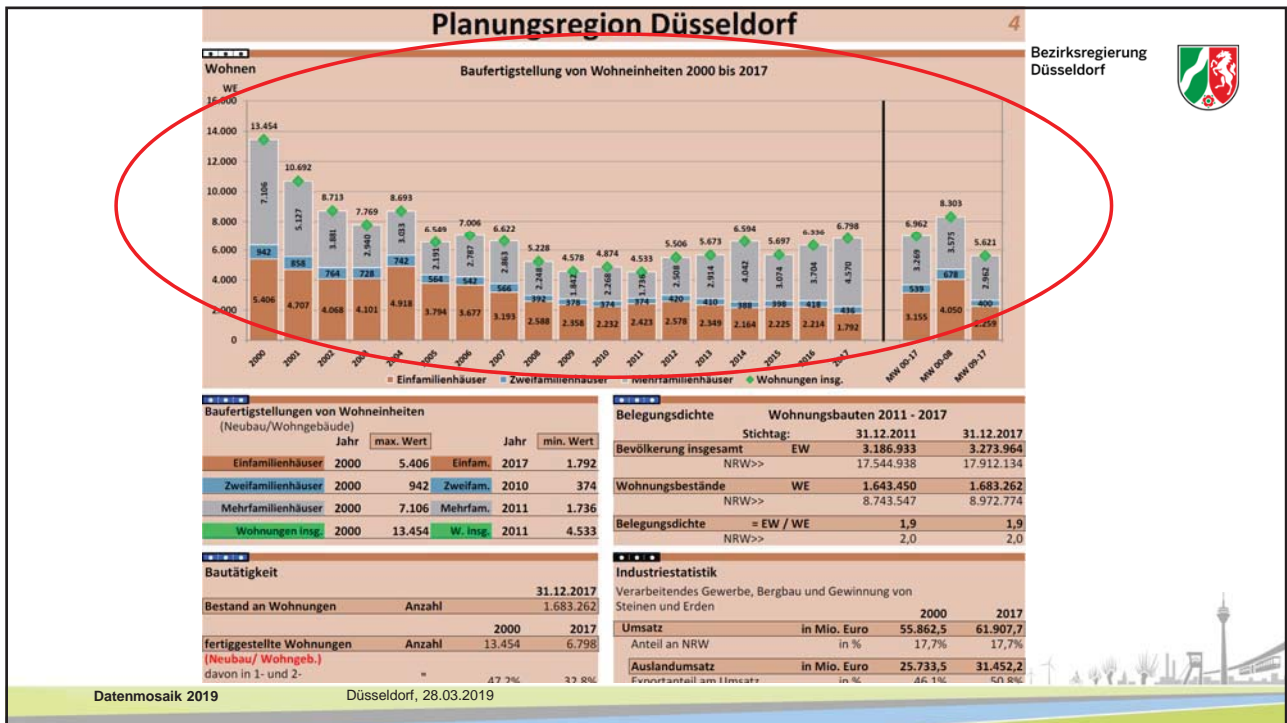 Planungsregion Düsseldorf 4
Bezirksregierung
Düsseldorf
Wohnen
Baufertigstellung von Wohneinheiten 2000 bis 2017
WE
16.000
14.000
12.000
10.000
8.000
6.000
4.000
2.000
0
13.454 10.692 8.713 7.769 8.693 6.549 7.006 6.622 5.228 4.578 4.874 4.533 5.506 5.673 6.594 5.697 6.336 6.798 6.962 8.303 5.621
7.106 5.127 3.881 2.940 3.033 2.191 2.787 2.863 2.248 1.842 2.268 1.736 2.508 2.914 4.042 3.074 3.704 4.570 3.269 3.575 2.962
942 858 764 728 742 564 542 566 392 378 374 374 420 410 388 398 418 436 539 678 400
5.406 4.707 4.068 4.101 4.918 3.794 3.677 3.193 2.588 2.358 2.232 2.423 2.578 2.349 2.164 2.225 2.214 1.792 3.155 4.050 2.259
2000 2001 2002 2003 2004 2005 2006 2007 2008 2009 2010 2011 2012 2013 2014 2015 2016 2017 MW 00-17 MW 00-08 MW 09-17
Einfamilienhäuser Zweifamilienhäuser Mehrfamilienhäuser Wohnungen insg.
Baufertigstellungen von Wohneinheiten
(Neubau/Wohngebäude)
Jahr max. Wert Jahr min. Wert
Einfamilienhäuser 2000 5.406 Einfam. 2017 1.792
Zweifamilienhäuser 2000 942 Zweifam. 2010 374
Mehrfamilienhäuser 2000 7.106 Mehrfam. 2011 1.736
Wohnungen insg. 2000 13.454 W. insg. 2011 4.533
Belegungsdichte Wohnungsbauten 2011 - 2017
Stichtag: 31.12.2011 31.12.2017
Bevölkerung insgesamt EW 3.186.933 3.273.964
NRW>> 17.544.938 17.912.134
Wohnungsbestände WE 1.643.450 1.683.262
NRW>> 8.743.547 8.972.774
Belegungsdichte = EW / WE 1,9 1,9
NRW>> 2,0 2,0
Bautätigkeit
31.12.2017
Bestand an Wohnungen Anzahl 1.683.262
2000 2017
fertiggestellte Wohnungen Anzahl 13.454 6.798
(Neubau/ Wohngeb.)
davon in 1- und 2- " 47,2% 32,8%
Industriestatistik
Verarbeitendes Gewerbe, Bergbau und Gewinnung von
Steinen und Erden
2000 2017
Umsatz in Mio. Euro 55.862,5 61.907,7
Anteil an NRW in % 17,7% 17,7%
Auslandumsatz in Mio. Euro 25.733,5 31.452,2
Exportanteil am Umsatz in % 46,1% 50,8%
Datenmosaik 2019 Düsseldorf, 28.03.2019